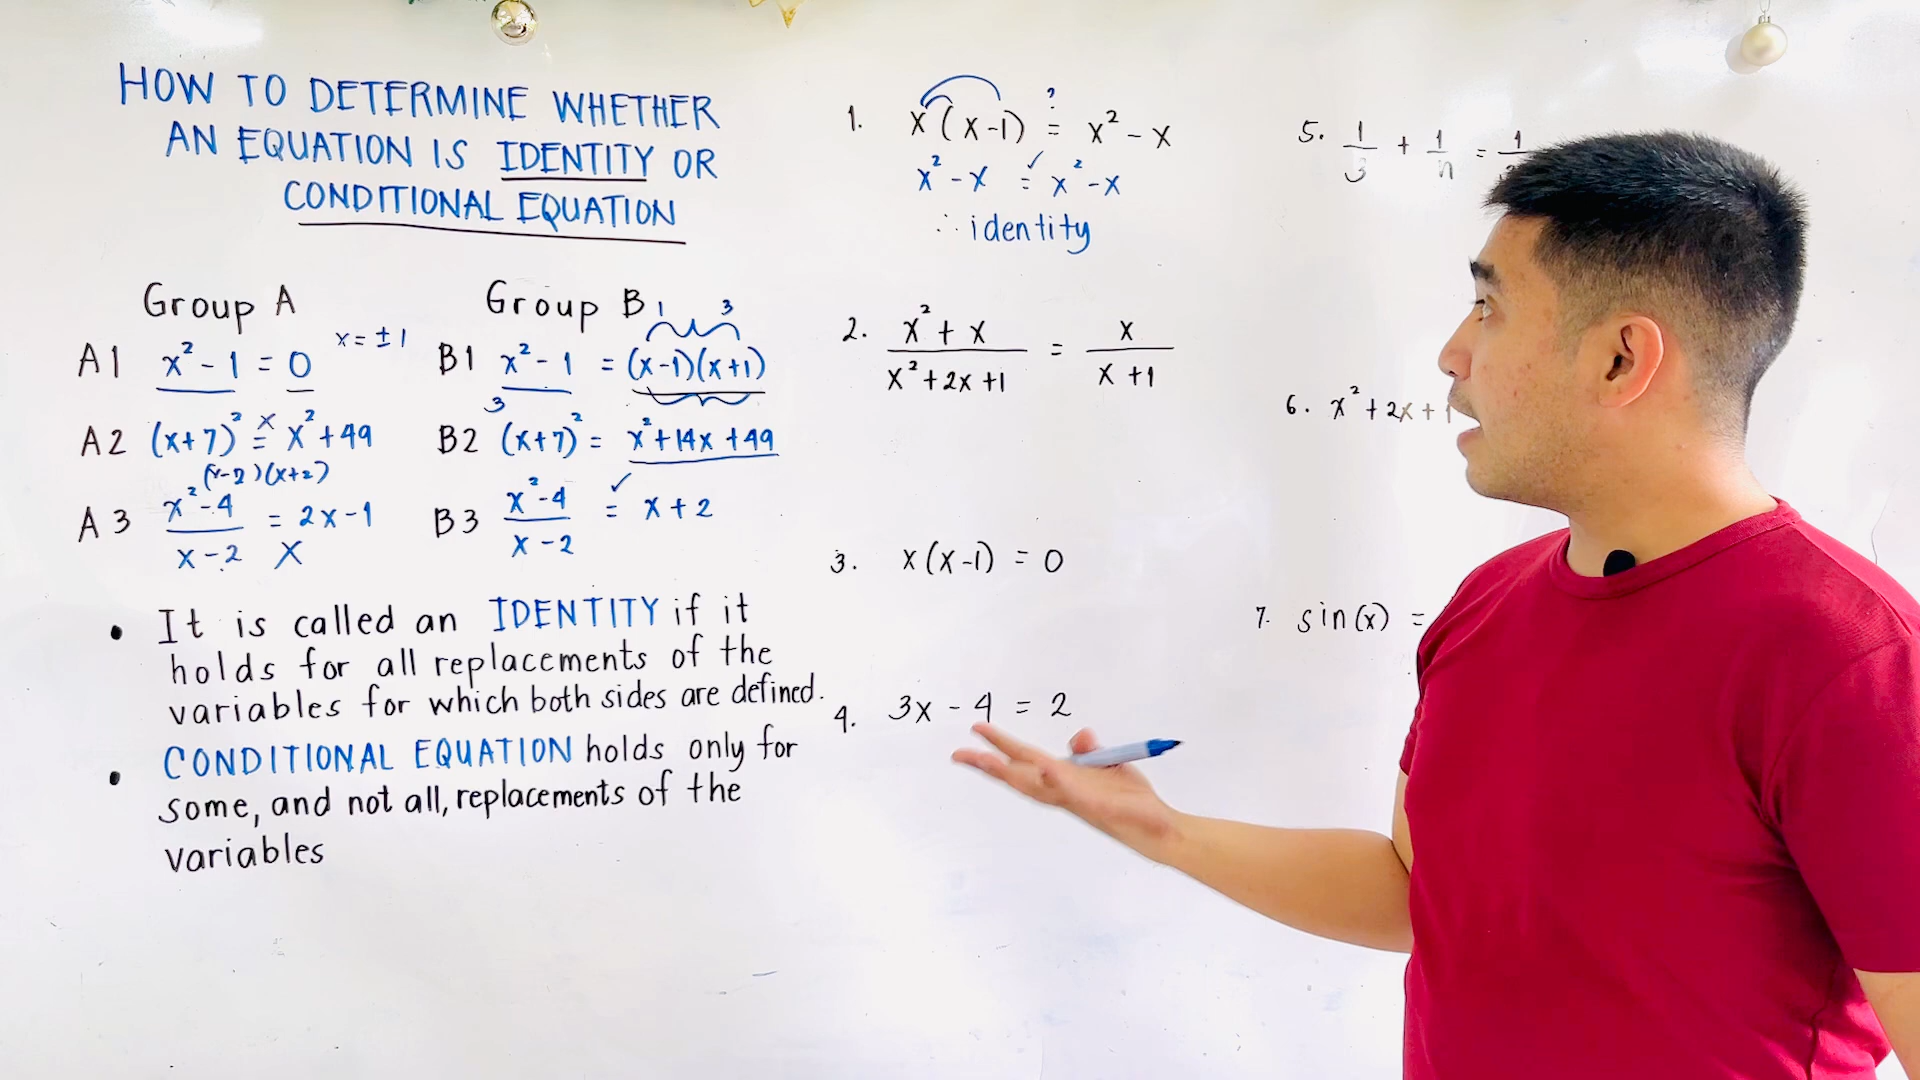 HOW TO DETERMINE WHETHER
AN EQUATION IS IDENTITY OR
CONDITIONAL EQUATION
Group A
A1 x² - 1 = 0 x = ± 1
A2 (x+7)² = x² + 49
x
(x-2)(x+2)
A3 x² - 4 / x - 2 = 2x - 1
X
Group B
1 3
B1 x² - 1 = (x-1)(x+1)
3
B2 (x+7)² = x² + 14x + 49
B3 x² - 4 / x - 2 = x + 2
✓
• It is called an IDENTITY if it
holds for all replacements of the
variables for which both sides are defined.
• CONDITIONAL EQUATION holds only for
some, and not all, replacements of the
variables
1. x(x-1) = x² - x
?
x² - x = x² - x
✓
∴ identity
2. x² + x / x² + 2x + 1 = x / x + 1
3. x(x-1) = 0
4. 3x - 4 = 2
5. 1/3 + 1/n = 1
6. x² + 2x + 1
7. sin(x) =